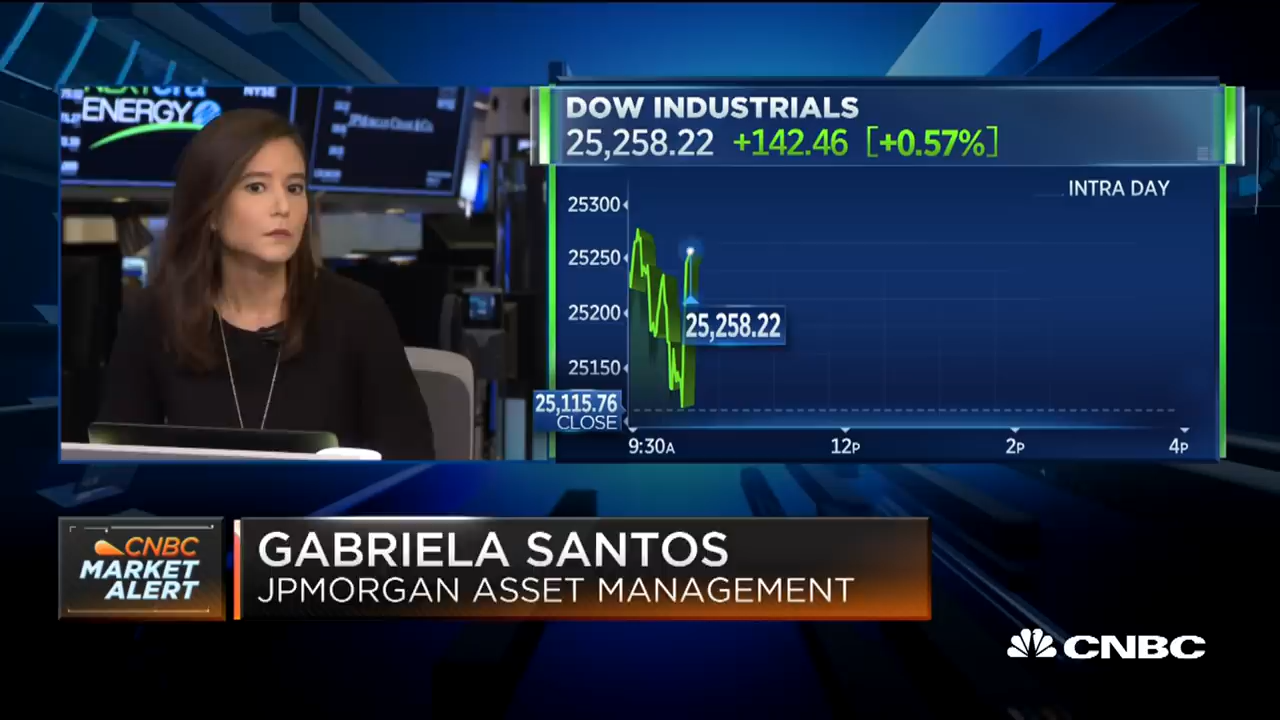 ENERGY
NYSE
DOW INDUSTRIALS
25,258.22 +142.46 [+0.57%]
INTRA DAY
25300
25250
25200
25150
25,258.22
25,115.76
CLOSE
9:30A
12P
2P
4P
CNBC
MARKET
ALERT
GABRIELA SANTOS
JPMORGAN ASSET MANAGEMENT
CNBC